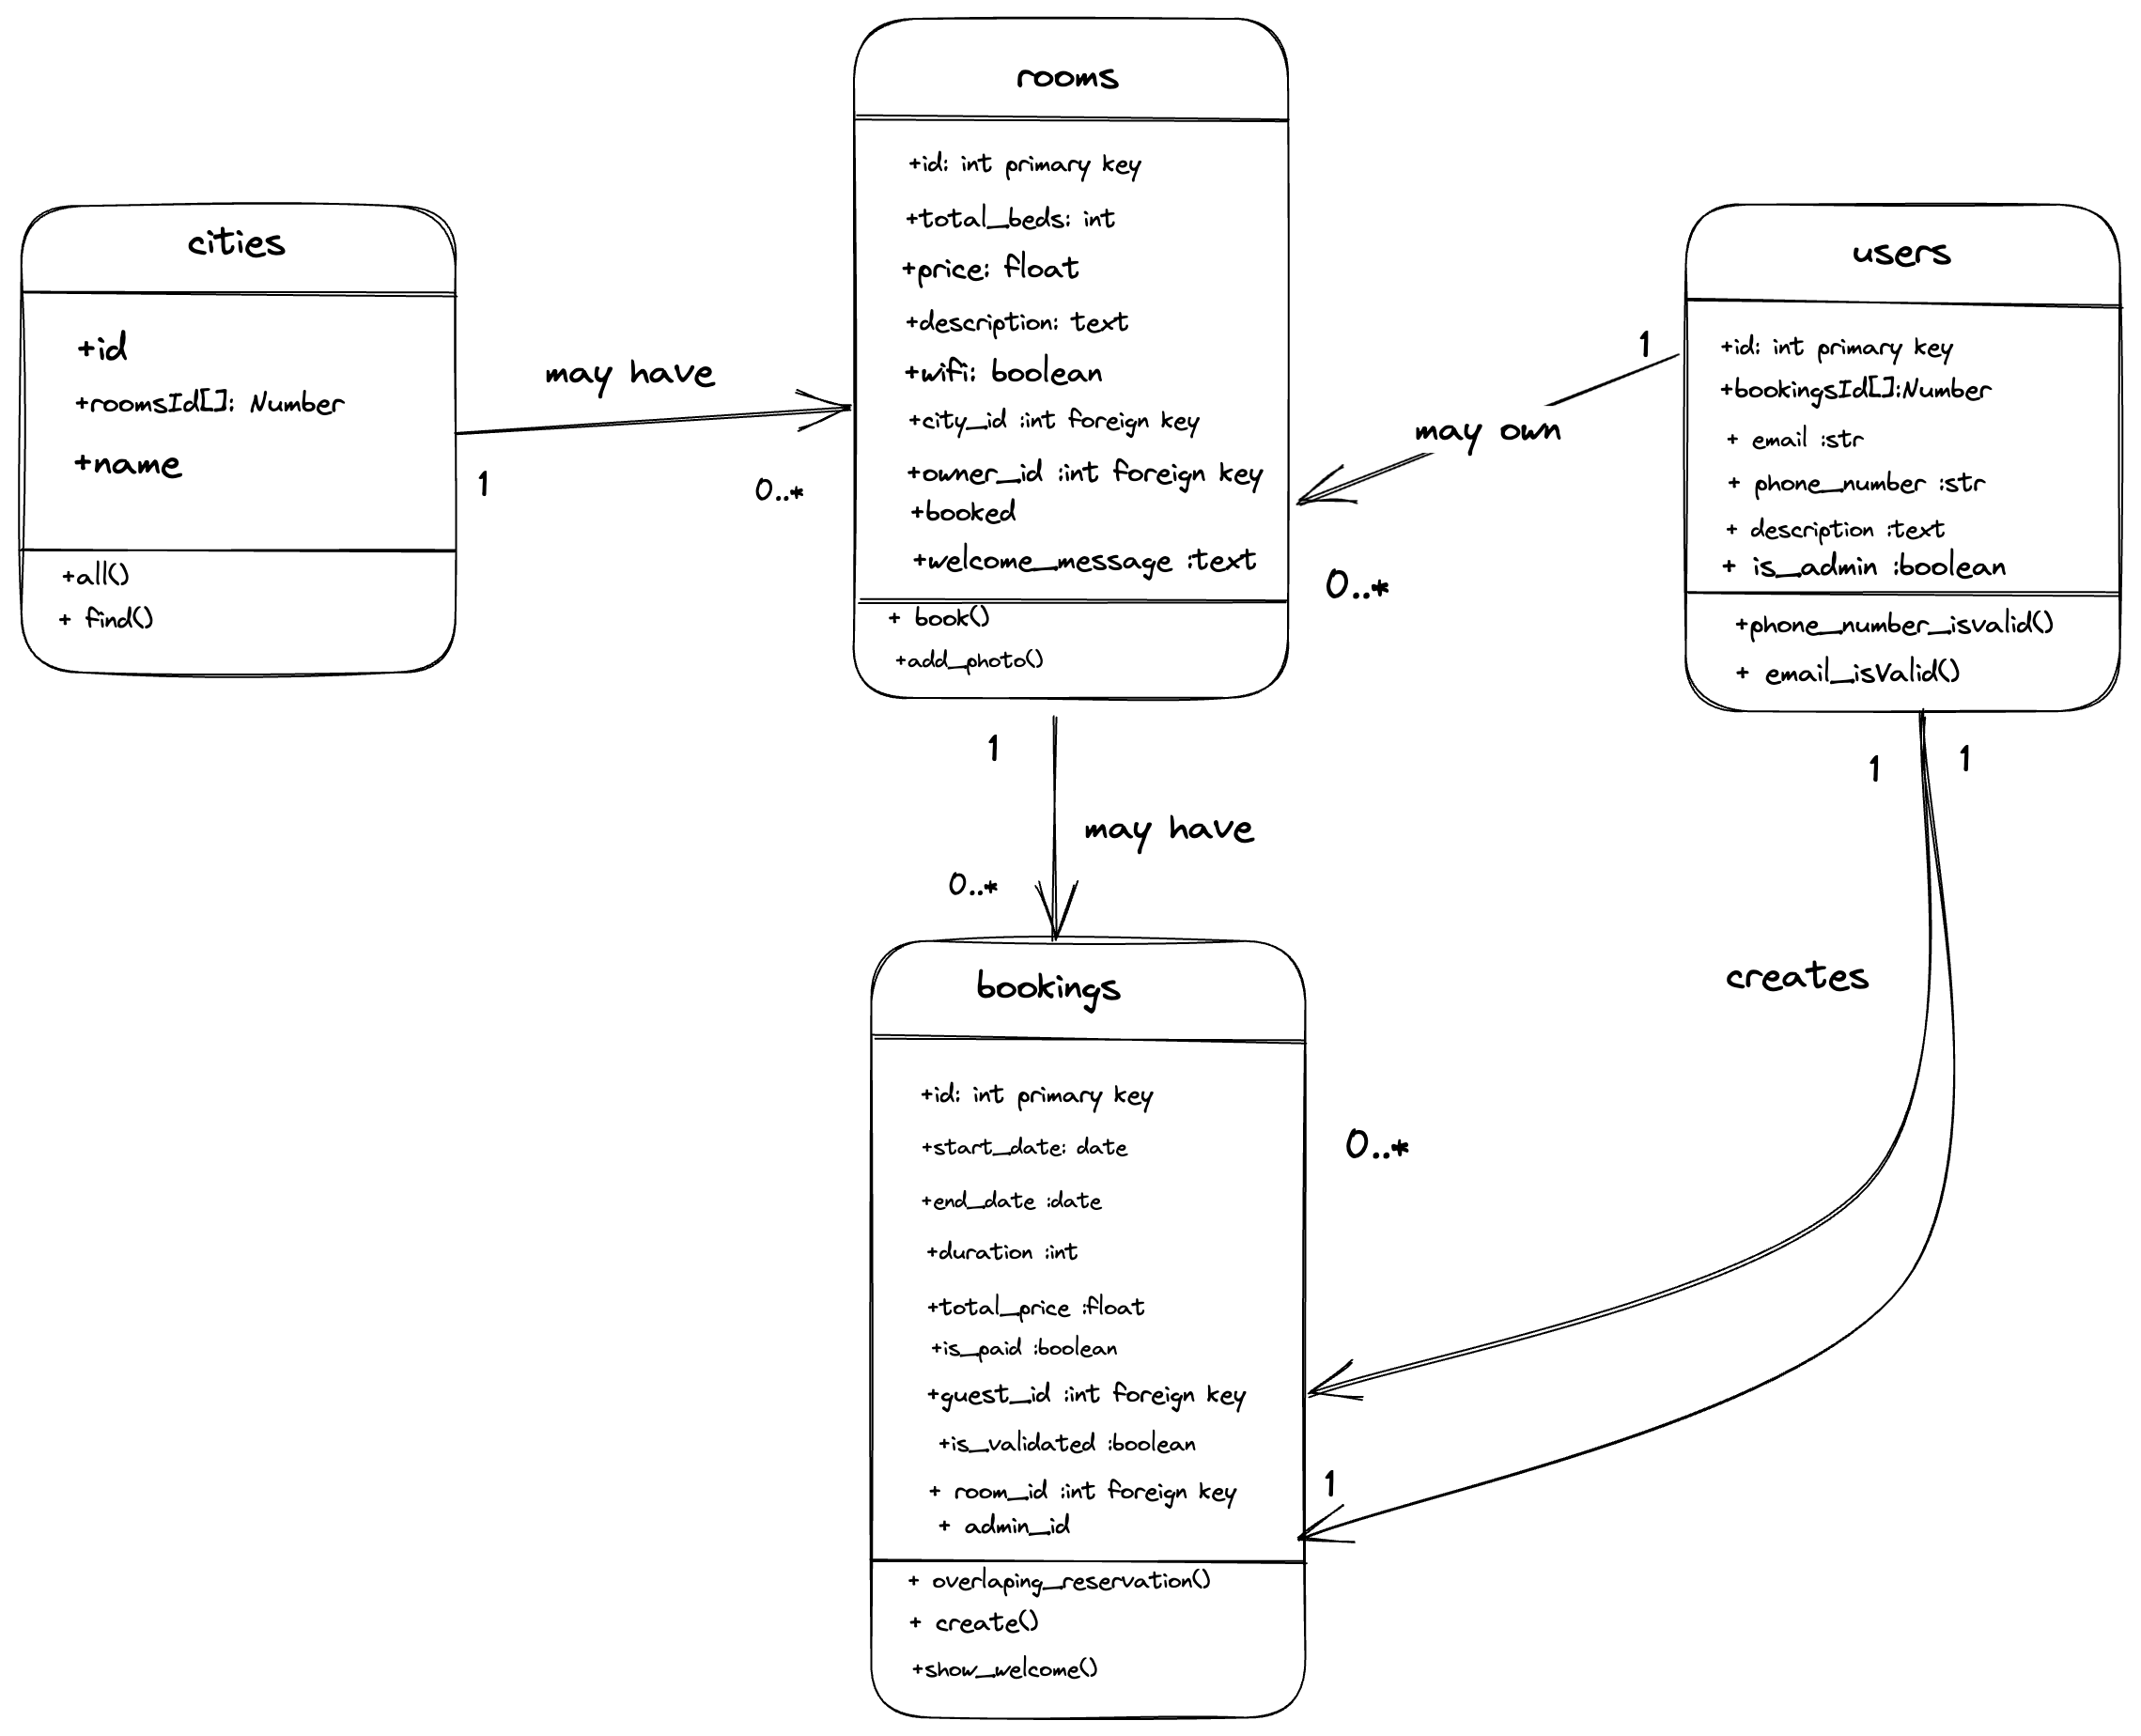 rooms
+id: int primary key
+total_beds: int
+price: float
+description: text
+wifi: boolean
+city_id :int foreign key
+owner_id :int foreign key
+booked
+welcome_message :text
+ book()
+add_photo()
cities
+id
+roomsId[]: Number
+name
+all()
+ find()
may have
1
0..*
users
+id: int primary key
+bookingsId[]:Number
+ email :str
+ phone_number :str
+ description :text
+ is_admin :boolean
+phone_number_isvalid()
+ email_isValid()
1
may own
0..*
1
may have
0..*
1
1
creates
0..*
1
bookings
+id: int primary key
+start_date: date
+end_date :date
+duration :int
+total_price :float
+is_paid :boolean
+guest_id :int foreign key
+is_validated :boolean
+ room_id :int foreign key
+ admin_id
+ overlaping_reservation()
+ create()
+show_welcome()